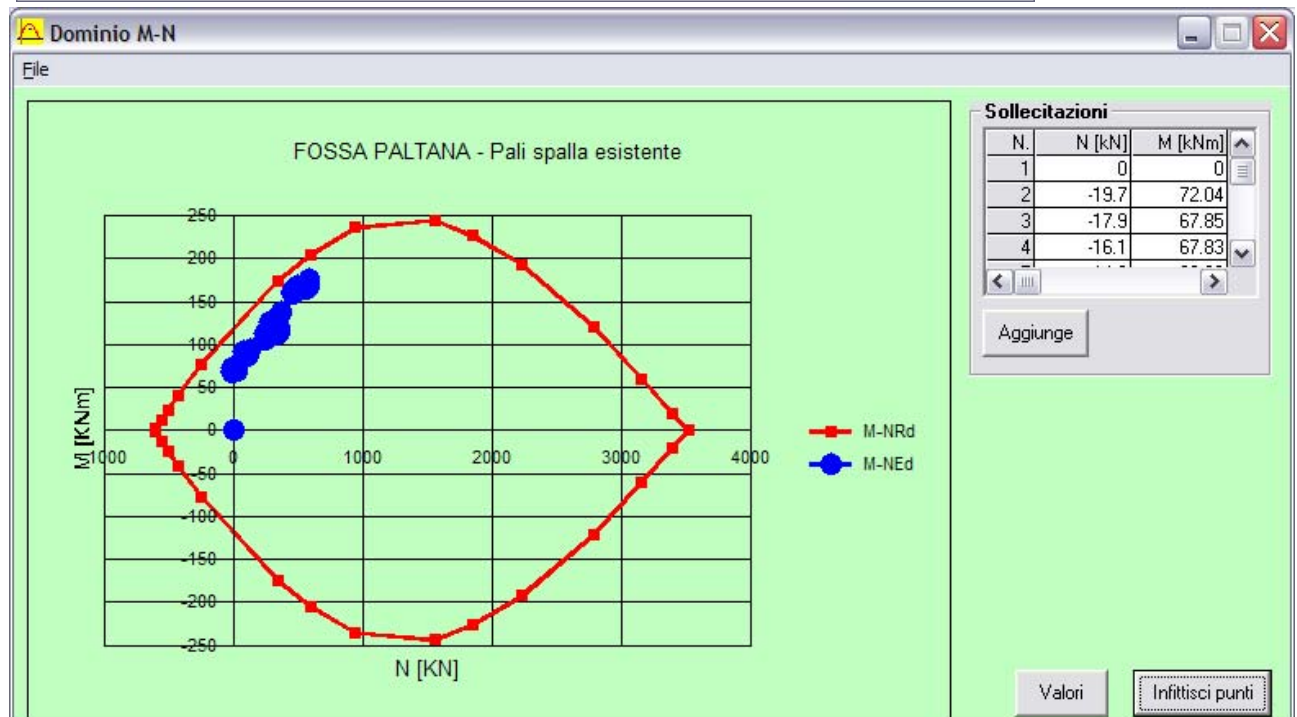 Dominio M-N
File
FOSSA PALTANA - Pali spalla esistente
250
200
150
100
50
0
-50
-100
-150
-200
-250
M [KNm]
-1000 0 1000 2000 3000 4000
N [KN]
M-NRd
M-NEd
Sollecitazioni
N. N [kN] M [kNm]
1 0 0
2 -19.7 72.04
3 -17.9 67.85
4 -16.1 67.83
Aggiunge
Valori
Infittisci punti